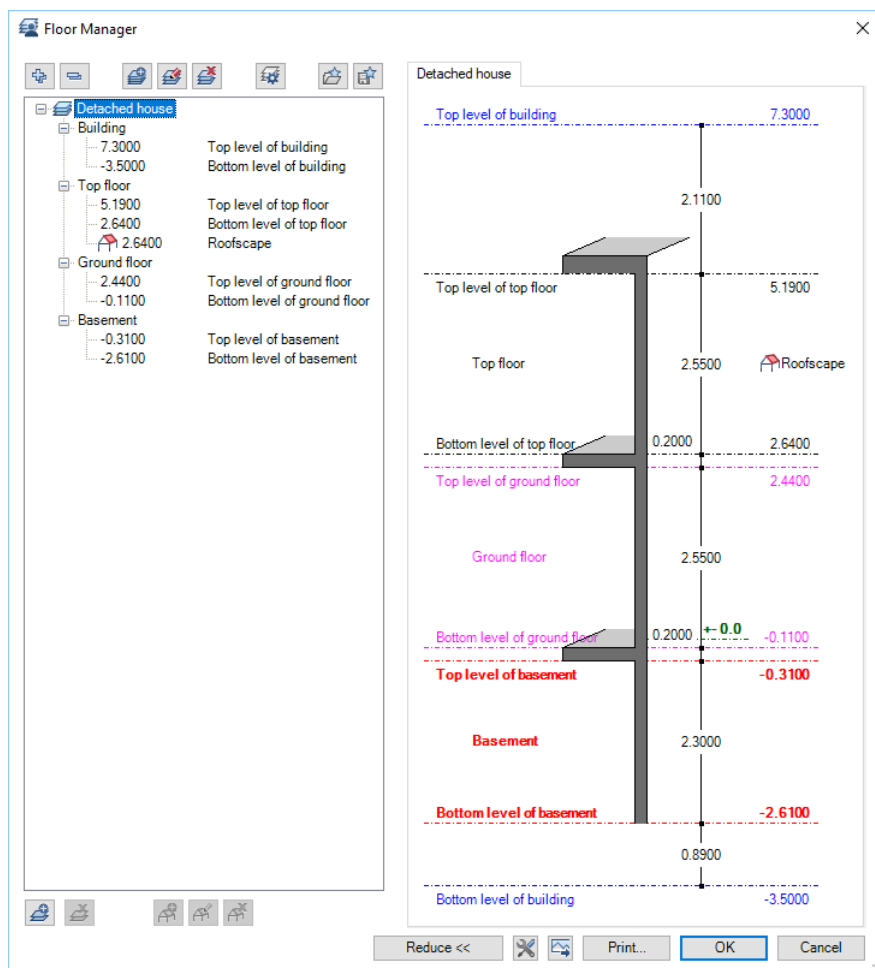 Floor Manager
Detached house
Building
7.3000 Top level of building
-3.5000 Bottom level of building
Top floor
5.1900 Top level of top floor
2.6400 Bottom level of top floor
2.6400 Roofscape
Ground floor
2.4400 Top level of ground floor
-0.1100 Bottom level of ground floor
Basement
-0.3100 Top level of basement
-2.6100 Bottom level of basement
Detached house
Top level of building 7.3000
2.1100
Top level of top floor 5.1900
Top floor 2.5500 Roofscape
Bottom level of top floor 0.2000 2.6400
Top level of ground floor 2.4400
Ground floor 2.5500
+-0.0
Bottom level of ground floor 0.2000 -0.1100
Top level of basement -0.3100
Basement 2.3000
Bottom level of basement -2.6100
0.8900
Bottom level of building -3.5000
Reduce << Print... OK Cancel